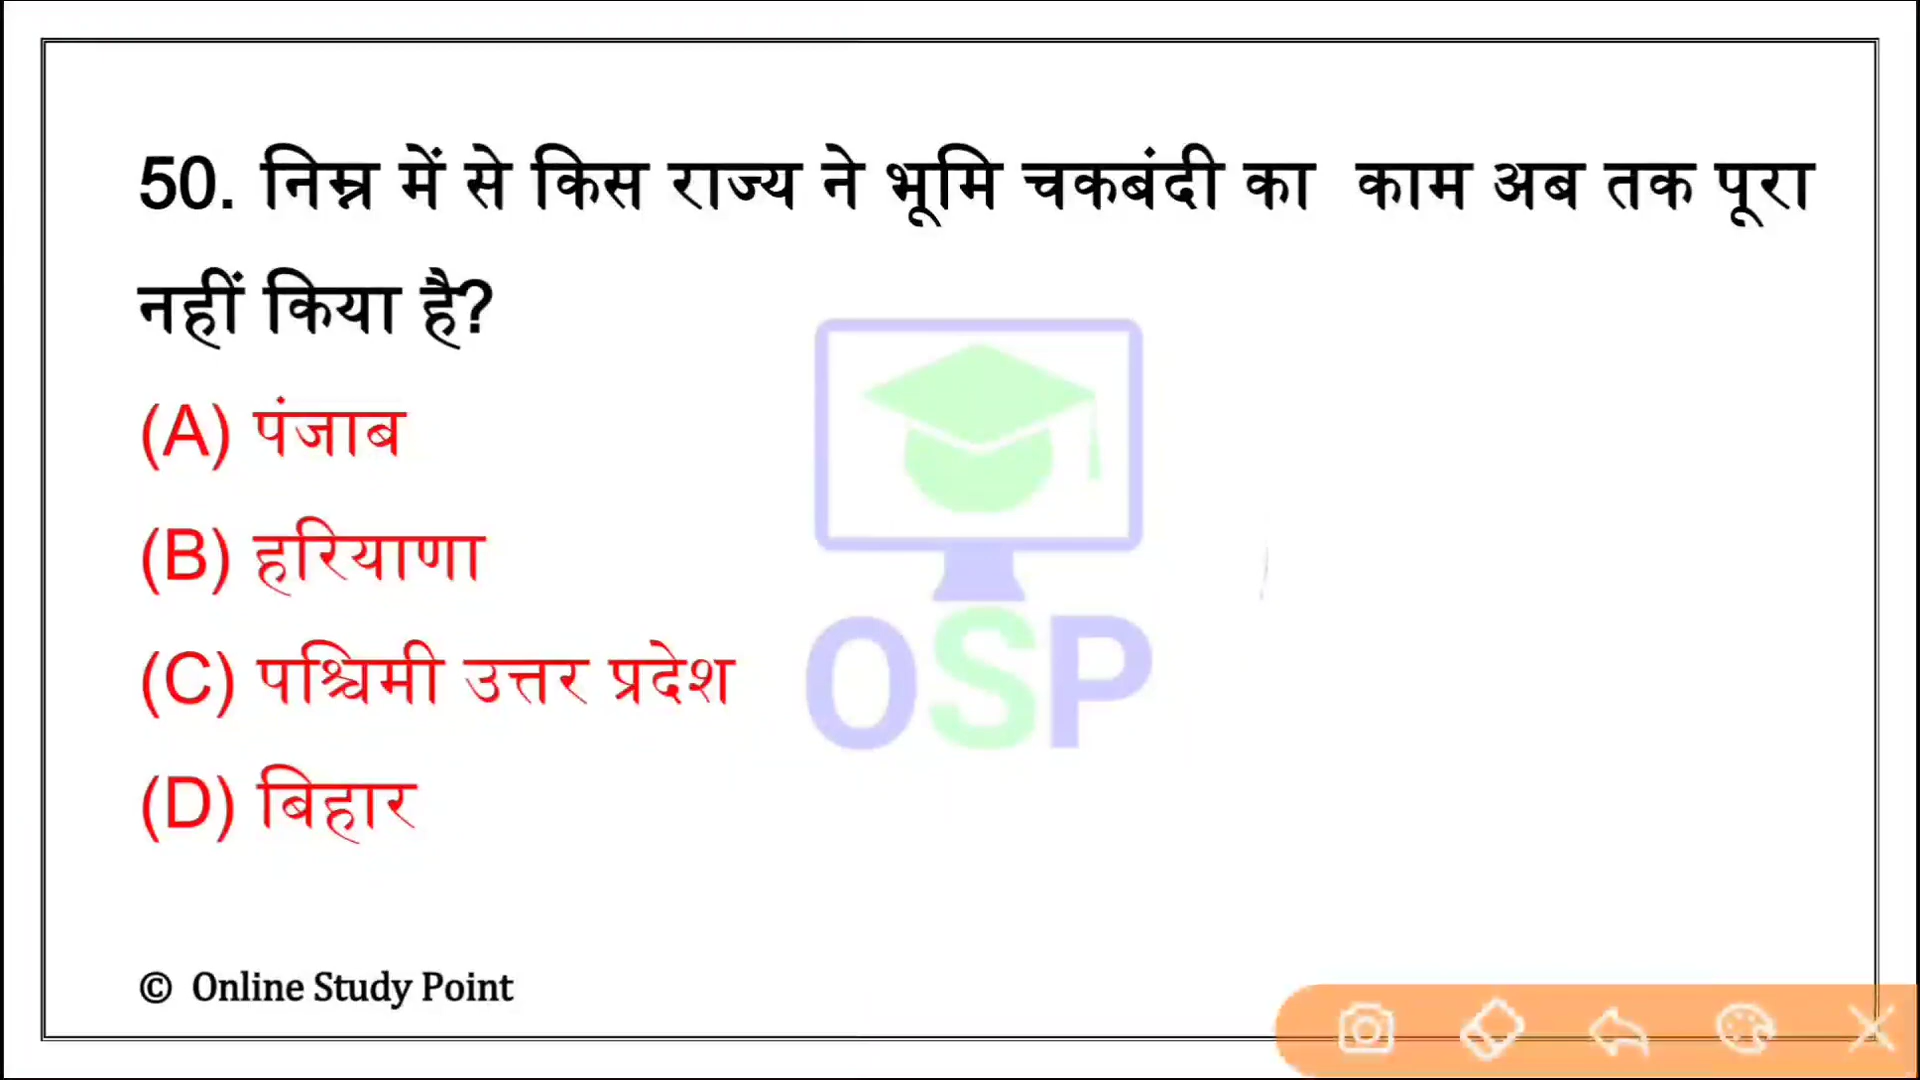 50. निम्न में से किस राज्य ने भूमि चकबंदी का काम अब तक पूरा
नहीं किया है?
(A) पंजाब
(B) हरियाणा
(C) पश्चिमी उत्तर प्रदेश
(D) बिहार
OSP
© Online Study Point